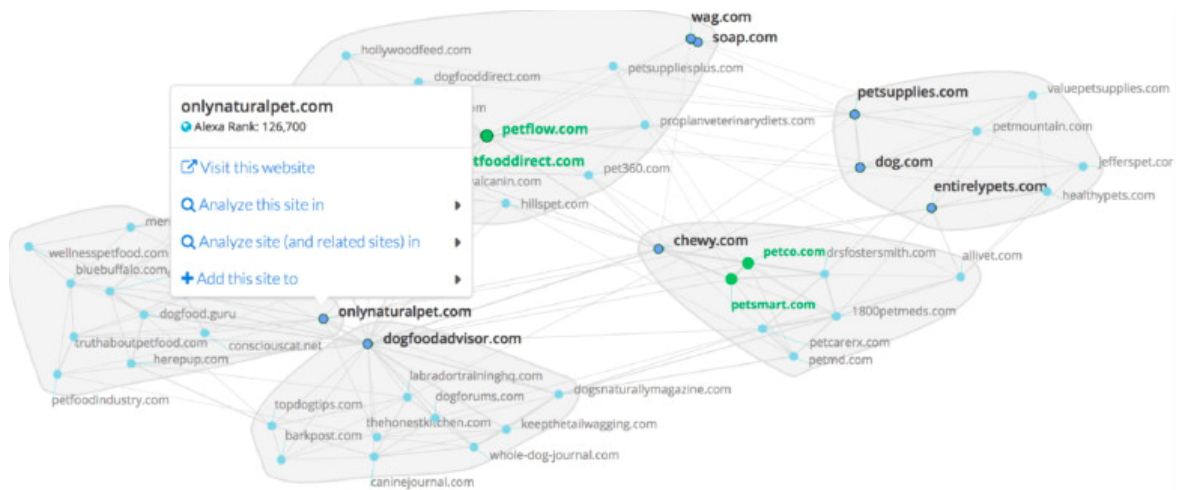 wag.com
soap.com
hollywoodfeed.com
petsuppliesplus.com
dogfooddirect.com
onlynaturalpet.com
Alexa Rank: 126,700
Visit this website
Analyze this site in
Analyze site (and related sites) in
Add this site to
petflow.com
proplanveterinarydiets.com
pet360.com
hillspet.com
petsupplies.com
valuepetsupplies.com
petmountain.com
dog.com
jefferspet.com
entirelypets.com
healthypets.com
chewy.com
petco.com
drsfostersmith.com
allivet.com
petsmart.com
1800petmeds.com
petcarerx.com
petmd.com
wellnesspetfood.com
bluebuffalo.com
onlynaturalpet.com
dogfood.guru
truthaboutpetfood.com
consciouscat.net
herepup.com
petfoodindustry.com
dogfoodadvisor.com
labradortraininghq.com
dogsnaturallymagazine.com
topdogtips.com
dogforums.com
thehonestkitchen.com
keepthetailwagging.com
barkpost.com
whole-dog-journal.com
caninejournal.com